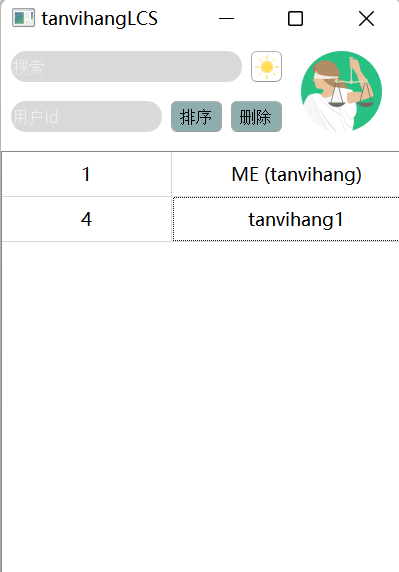 tanvihangLCS
搜索
用户id 排序 删除
1 ME (tanvihang)
4 tanvihang1